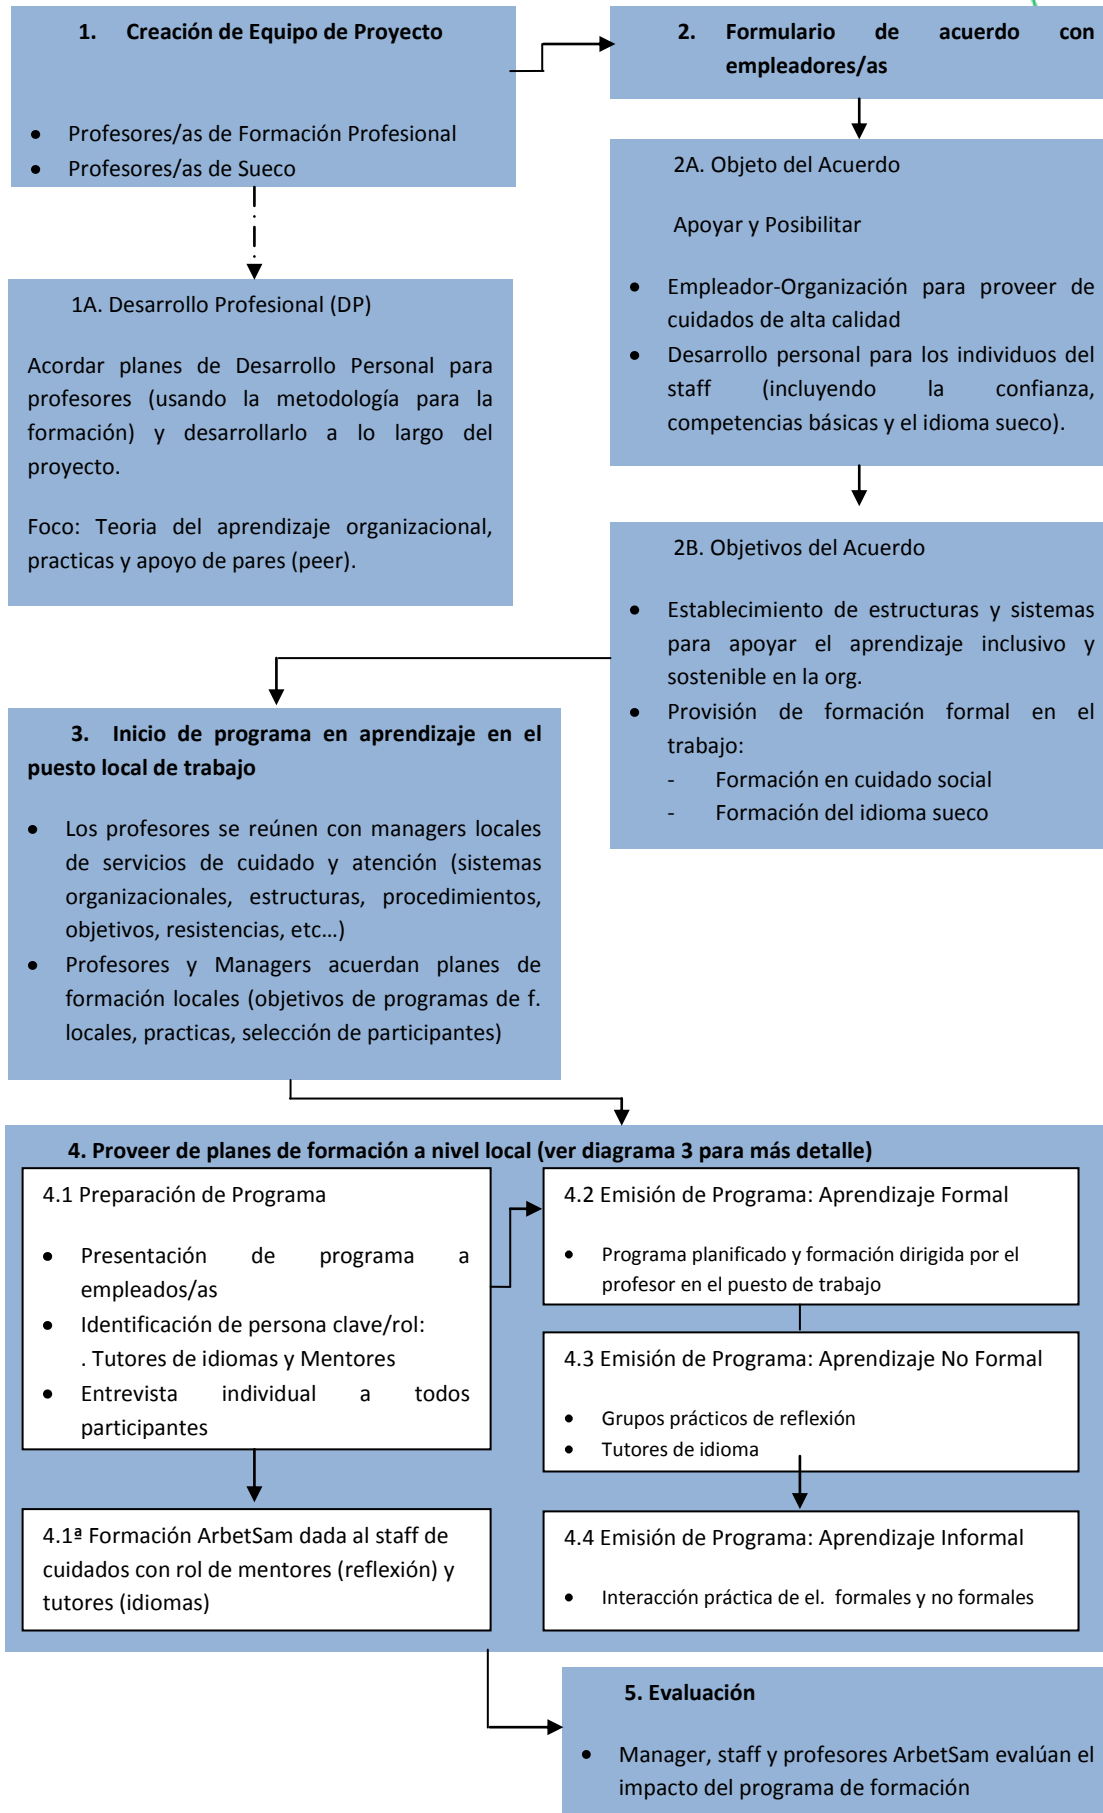 1. Creación de Equipo de Proyecto
• Profesores/as de Formación Profesional
• Profesores/as de Sueco
2. Formulario de acuerdo con
empleadores/as
1A. Desarrollo Profesional (DP)
Acordar planes de Desarrollo Personal para
profesores (usando la metodología para la
formación) y desarrollarlo a lo largo del
proyecto.
Foco: Teoria del aprendizaje organizacional,
practicas y apoyo de pares (peer).
2A. Objeto del Acuerdo
Apoyar y Posibilitar
• Empleador-Organización para proveer de
cuidados de alta calidad
• Desarrollo personal para los individuos del
staff (incluyendo la confianza,
competencias básicas y el idioma sueco).
2B. Objetivos del Acuerdo
• Establecimiento de estructuras y sistemas
para apoyar el aprendizaje inclusivo y
sostenible en la org.
• Provisión de formación formal en el
trabajo:
- Formación en cuidado social
- Formación del idioma sueco
3. Inicio de programa en aprendizaje en el
puesto local de trabajo
• Los profesores se reúnen con managers locales
de servicios de cuidado y atención (sistemas
organizacionales, estructuras, procedimientos,
objetivos, resistencias, etc…)
• Profesores y Managers acuerdan planes de
formación locales (objetivos de programas de f.
locales, practicas, selección de participantes)
4. Proveer de planes de formación a nivel local (ver diagrama 3 para más detalle)
4.1 Preparación de Programa
• Presentación de programa a
empleados/as
• Identificación de persona clave/rol:
. Tutores de idiomas y Mentores
• Entrevista individual a todos
participantes
4.1ª Formación ArbetSam dada al staff de
cuidados con rol de mentores (reflexión) y
tutores (idiomas)
4.2 Emisión de Programa: Aprendizaje Formal
• Programa planificado y formación dirigida por el
profesor en el puesto de trabajo
4.3 Emisión de Programa: Aprendizaje No Formal
• Grupos prácticos de reflexión
• Tutores de idioma
4.4 Emisión de Programa: Aprendizaje Informal
• Interacción práctica de el. formales y no formales
5. Evaluación
• Manager, staff y profesores ArbetSam evalúan el
impacto del programa de formación